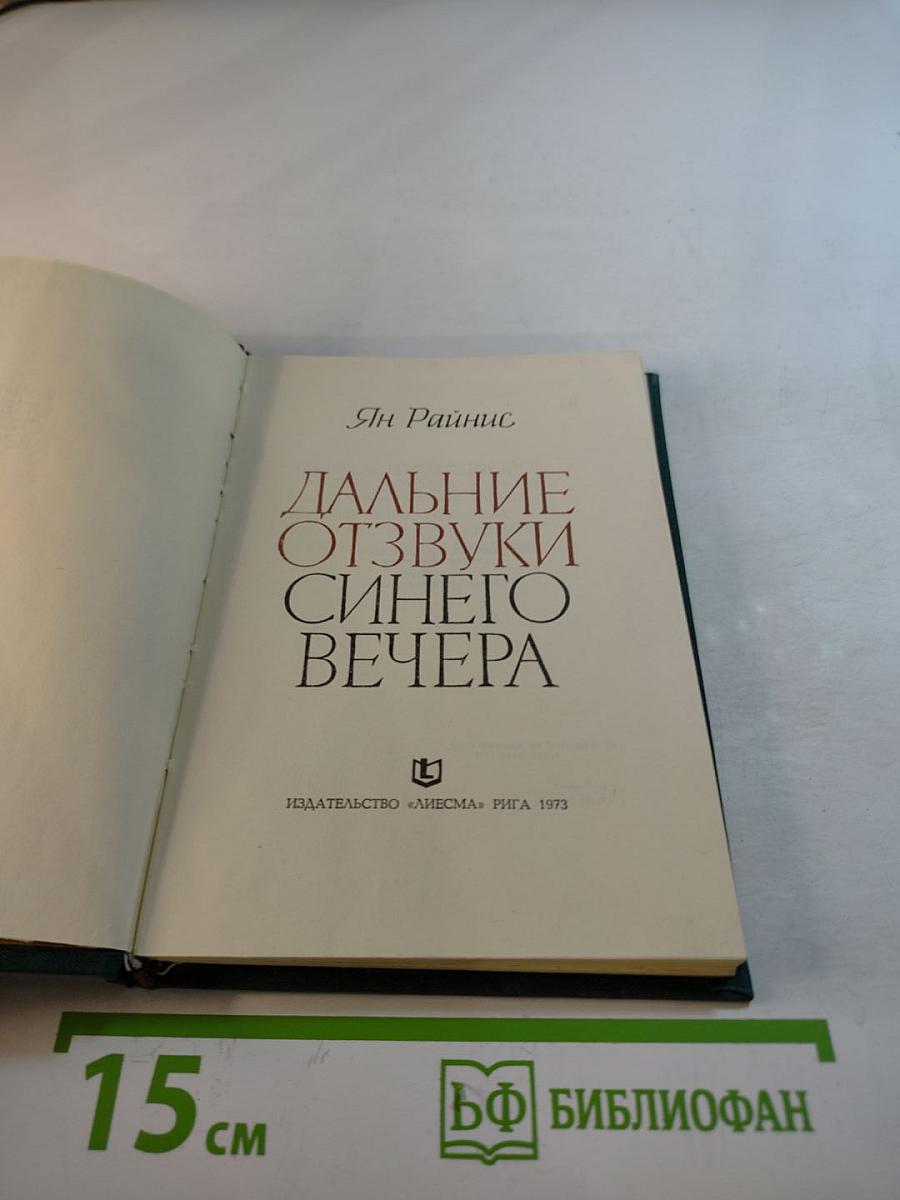 Ян Райнис
ДАЛЬНИЕ
ОТЗВУКИ
СИНЕГО
ВЕЧЕРА
L
ИЗДАТЕЛЬСТВО «ЛИЕСМА» РИГА 1973
15 см
БФ БИБЛИОФАН